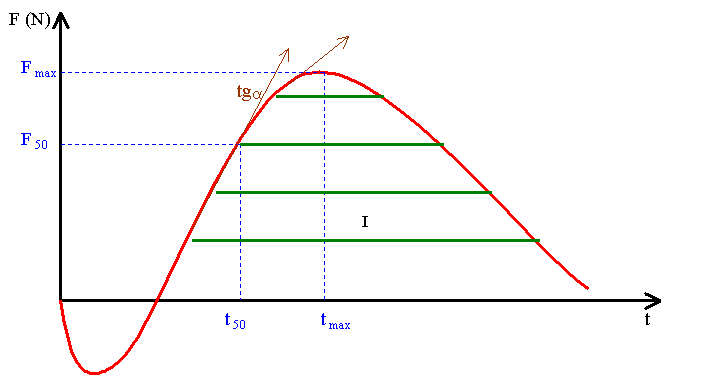 F (N)
F max
tgα
F 50
I
t 50
t max
t